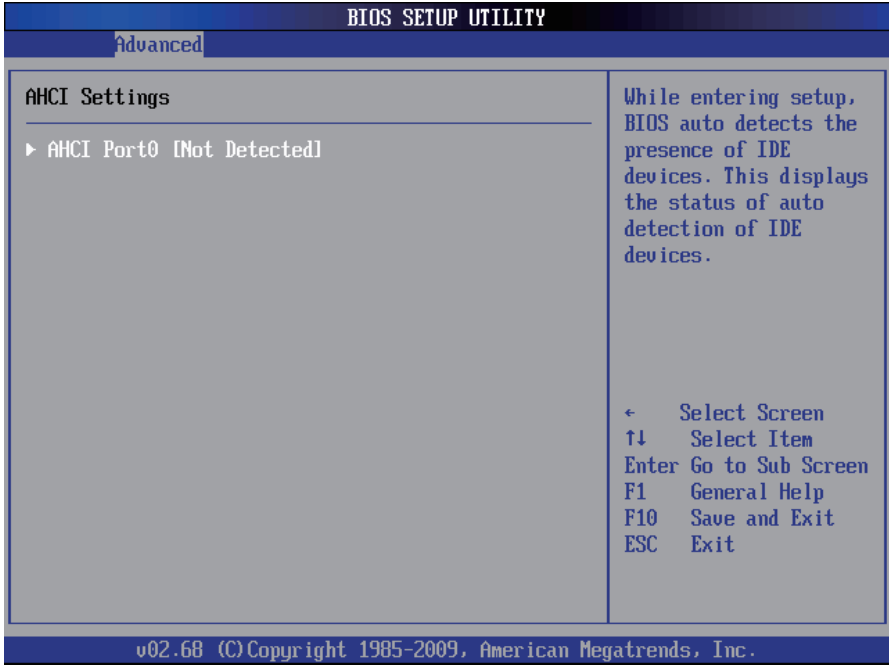 BIOS SETUP UTILITY
Advanced
AHCI Settings
▶ AHCI Port0 [Not Detected]
While entering setup,
BIOS auto detects the
presence of IDE
devices. This displays
the status of auto
detection of IDE
devices.
← Select Screen
↑↓ Select Item
Enter Go to Sub Screen
F1 General Help
F10 Save and Exit
ESC Exit
v02.68 (C)Copyright 1985-2009, American Megatrends, Inc.